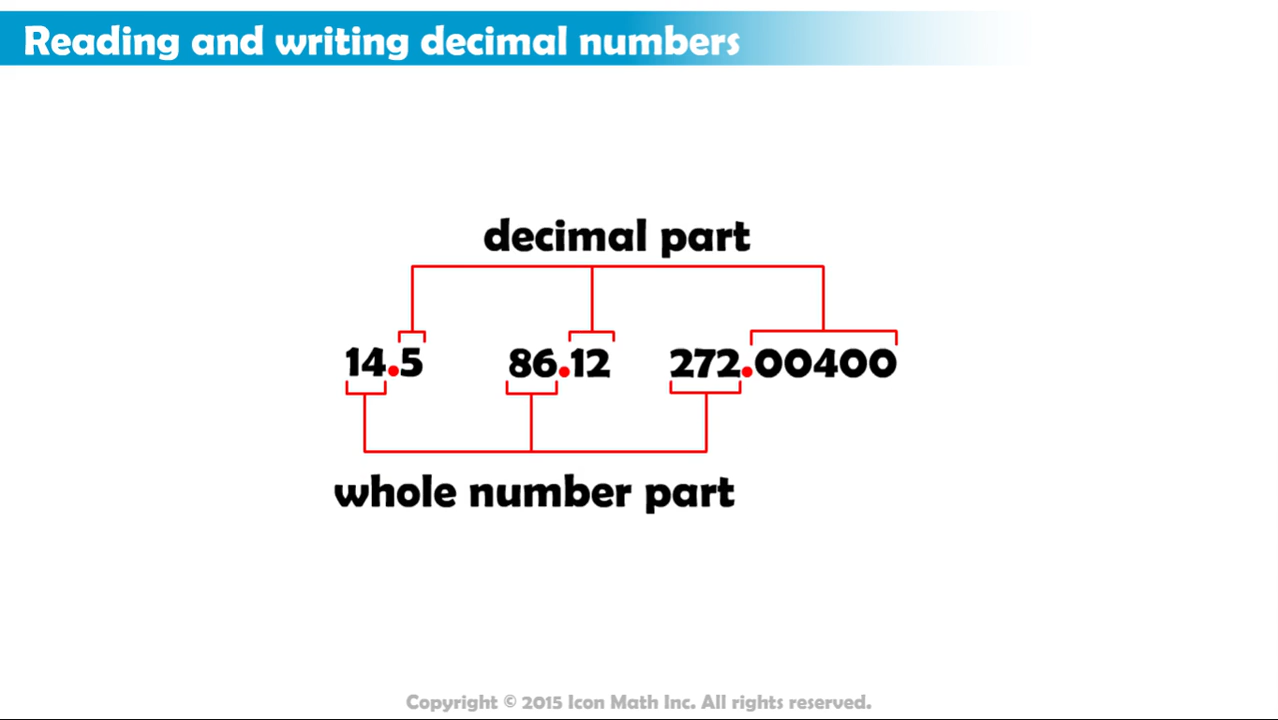 Reading and writing decimal numbers
decimal part
14.5 86.12 272.00400
whole number part
Copyright © 2015 Icon Math Inc. All rights reserved.